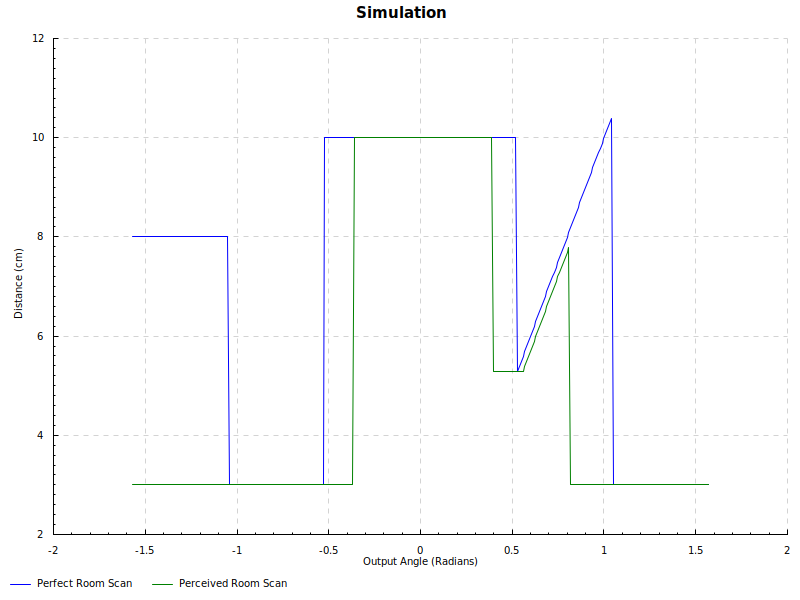 Simulation
12
10
8
6
4
2
Distance (cm)
-2 -1.5 -1 -0.5 0 0.5 1 1.5 2
Output Angle (Radians)
Perfect Room Scan Perceived Room Scan